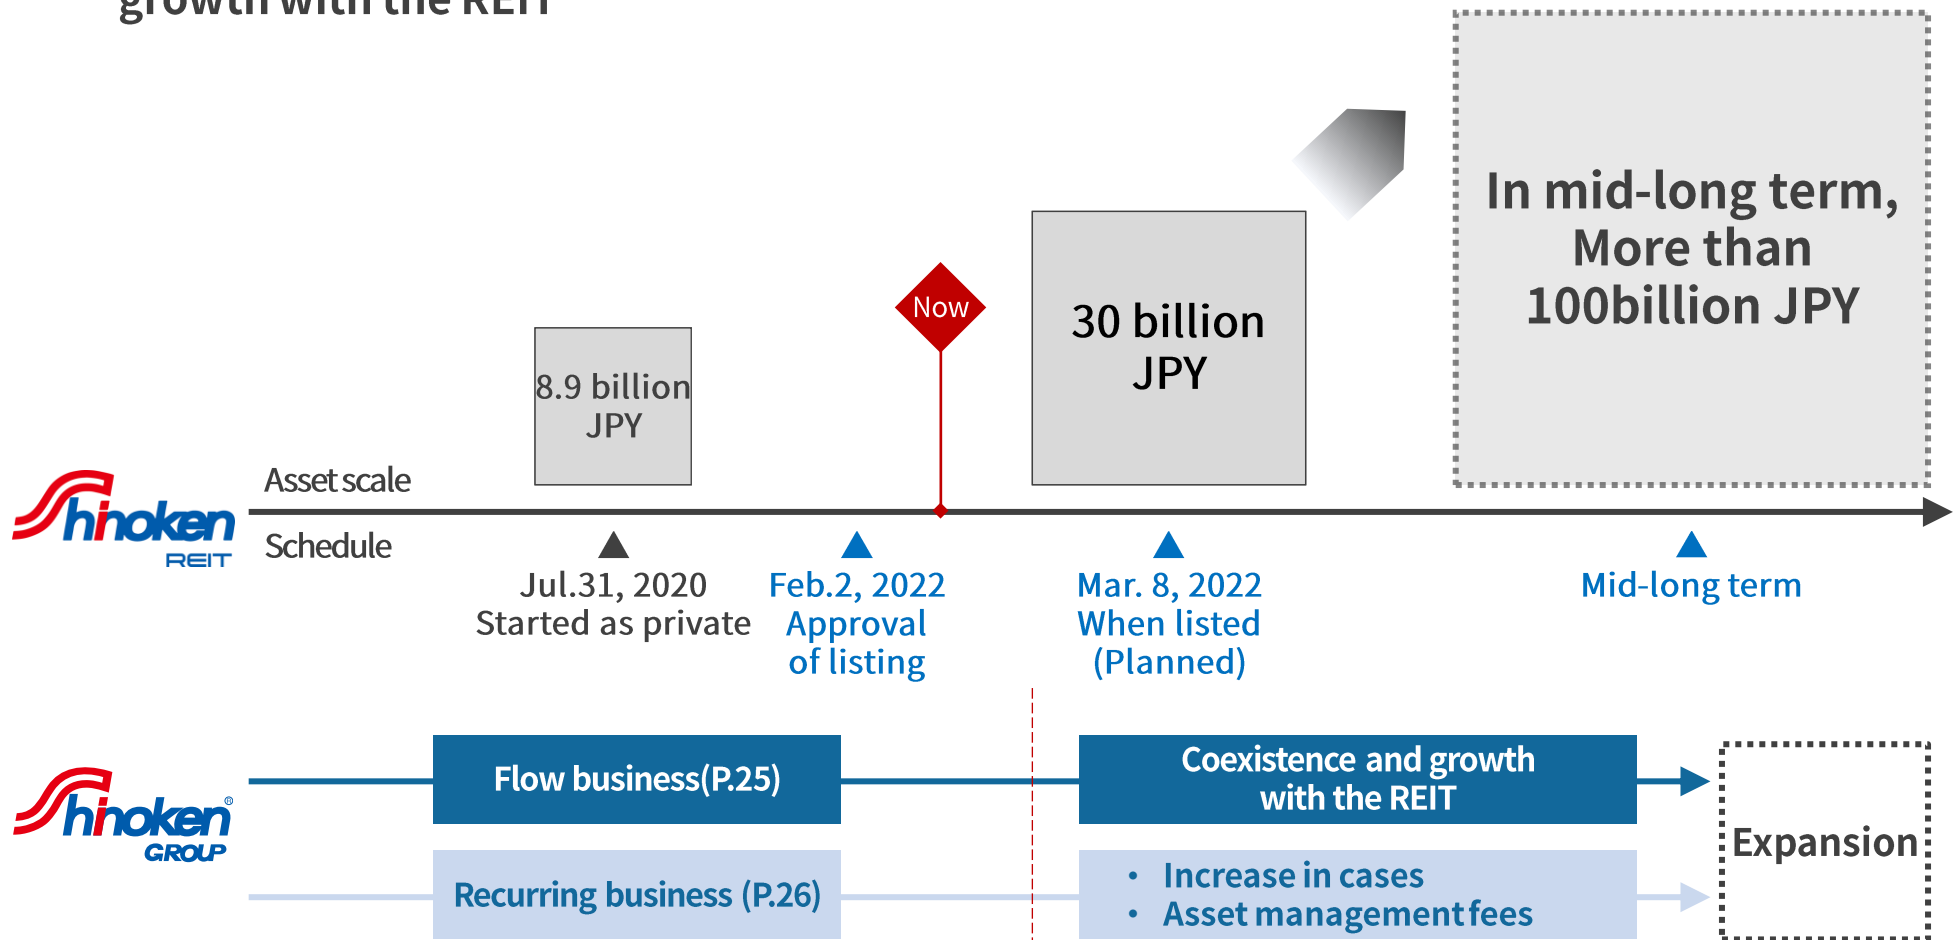 growth with the REIT
In mid-long term,
More than
100billion JPY
Now
30 billion
JPY
8.9 billion
JPY
Asset scale
Shinoken
REIT
Schedule
Jul.31, 2020
Started as private
Feb.2, 2022
Approval
of listing
Mar. 8, 2022
When listed
(Planned)
Mid-long term
Shinoken®
GROUP
Flow business(P.25)
Coexistence and growth
with the REIT
Expansion
Recurring business (P.26)
• Increase in cases
• Asset management fees